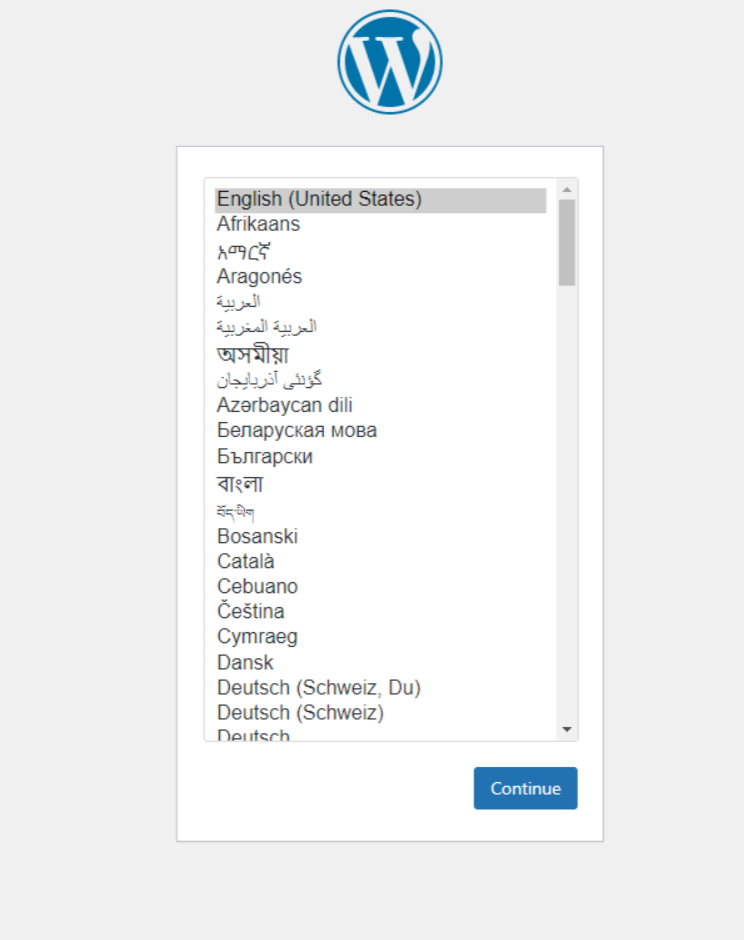 W
English (United States)
Afrikaans
አማርኛ
Aragonés
العربية
العربية المغربية
অসমীয়া
گؤنئی آذربایجان
Azərbaycan dili
Беларуская мова
Български
বাংলা
བོད་ཡིག
Bosanski
Català
Cebuano
Čeština
Cymraeg
Dansk
Deutsch (Schweiz, Du)
Deutsch (Schweiz)
Deutsch
Continue